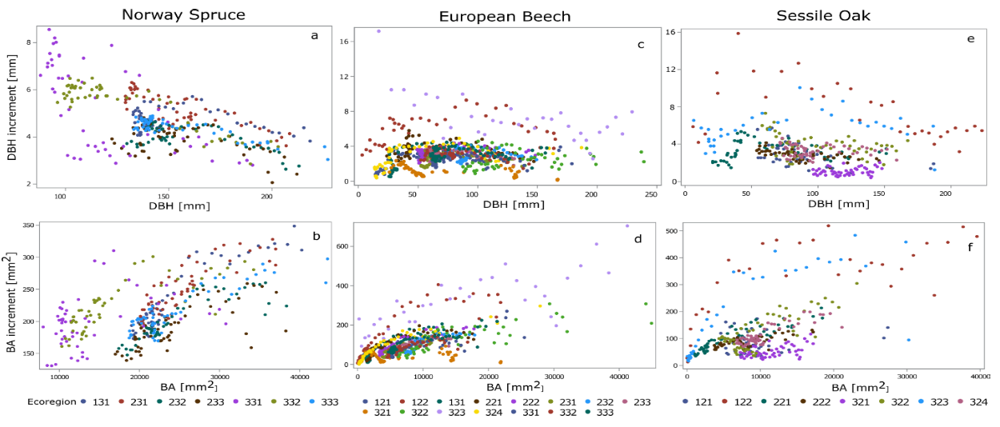 Norway Spruce European Beech Sessile Oak
a
8
6
4
2
100 150 200
DBH [mm]
DBH Increment [mm]
c
16
12
8
4
0
0 50 100 150 200 250
DBH [mm]
e
16
12
8
4
0
0 50 100 150 200
DBH [mm]
b
350
300
250
200
150
10000 20000 30000 40000
BA [mm²]
BA Increment [mm²]
d
600
400
200
0
0 10000 20000 30000 40000
BA [mm²]
f
500
400
300
200
100
0
0 10000 20000 30000 40000
BA [mm²]
Ecoregion 131 231 232 233 331 332 333
121 122 131 221 222 231 232 233
321 322 323 324 331 332 333
121 122 221 222 321 322 323 324